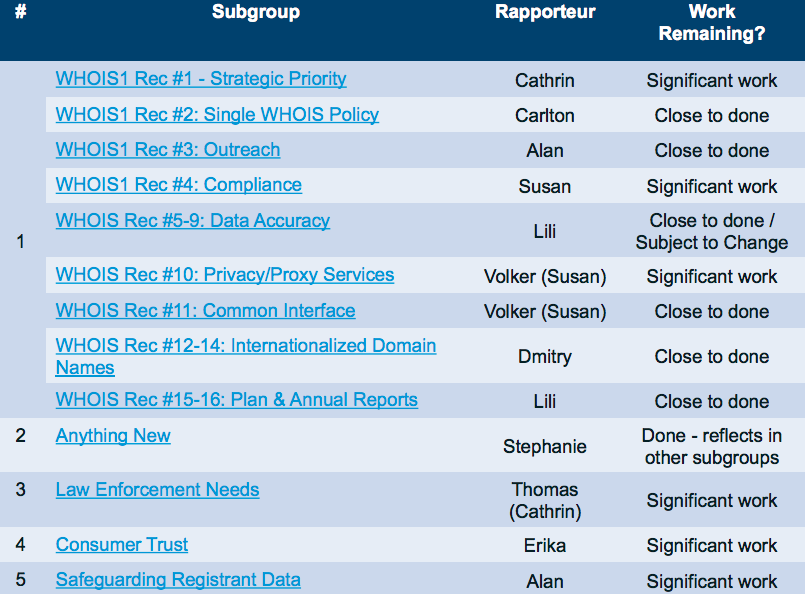 # Subgroup Rapporteur Work Remaining?
WHOIS1 Rec #1 - Strategic Priority Cathrin Significant work
WHOIS1 Rec #2: Single WHOIS Policy Carlton Close to done
WHOIS1 Rec #3: Outreach Alan Close to done
WHOIS1 Rec #4: Compliance Susan Significant work
1
WHOIS Rec #5-9: Data Accuracy Lili Close to done /
Subject to Change
WHOIS Rec #10: Privacy/Proxy Services Volker (Susan) Significant work
WHOIS Rec #11: Common Interface Volker (Susan) Close to done
WHOIS Rec #12-14: Internationalized Domain
Names Dmitry Close to done
WHOIS Rec #15-16: Plan & Annual Reports Lili Close to done
2 Anything New Stephanie Done - reflects in
other subgroups
3 Law Enforcement Needs Thomas
(Cathrin) Significant work
4 Consumer Trust Erika Significant work
5 Safeguarding Registrant Data Alan Significant work